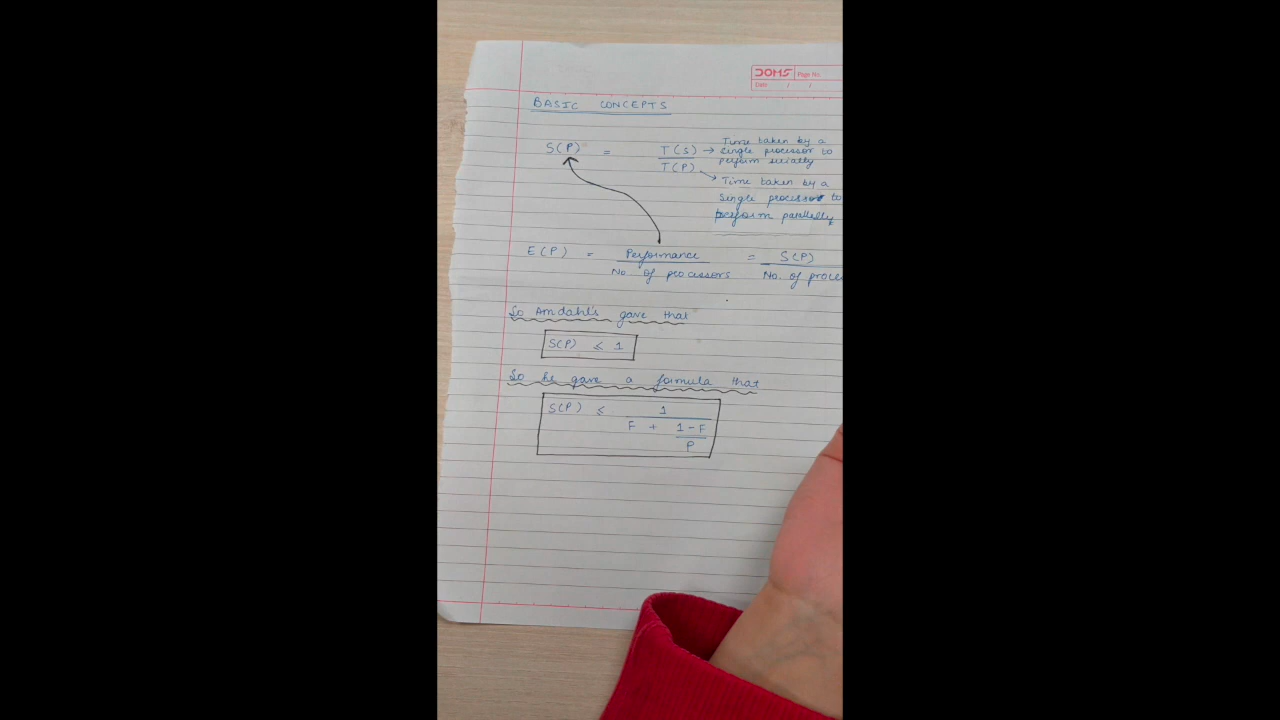 DOMS Page No.
Date / /
BASIC CONCEPTS
S(P) = T(S) → Time taken by a
single processor to
perform serially
T(P) → Time taken by a
single processor to
perform parallelly
E(P) = Performance = S(P)
No. of processors No. of proce
So Amdahl's gave that
S(P) ≤ 1
So he gave a formula that
S(P) ≤ 1
F + 1 - F
P